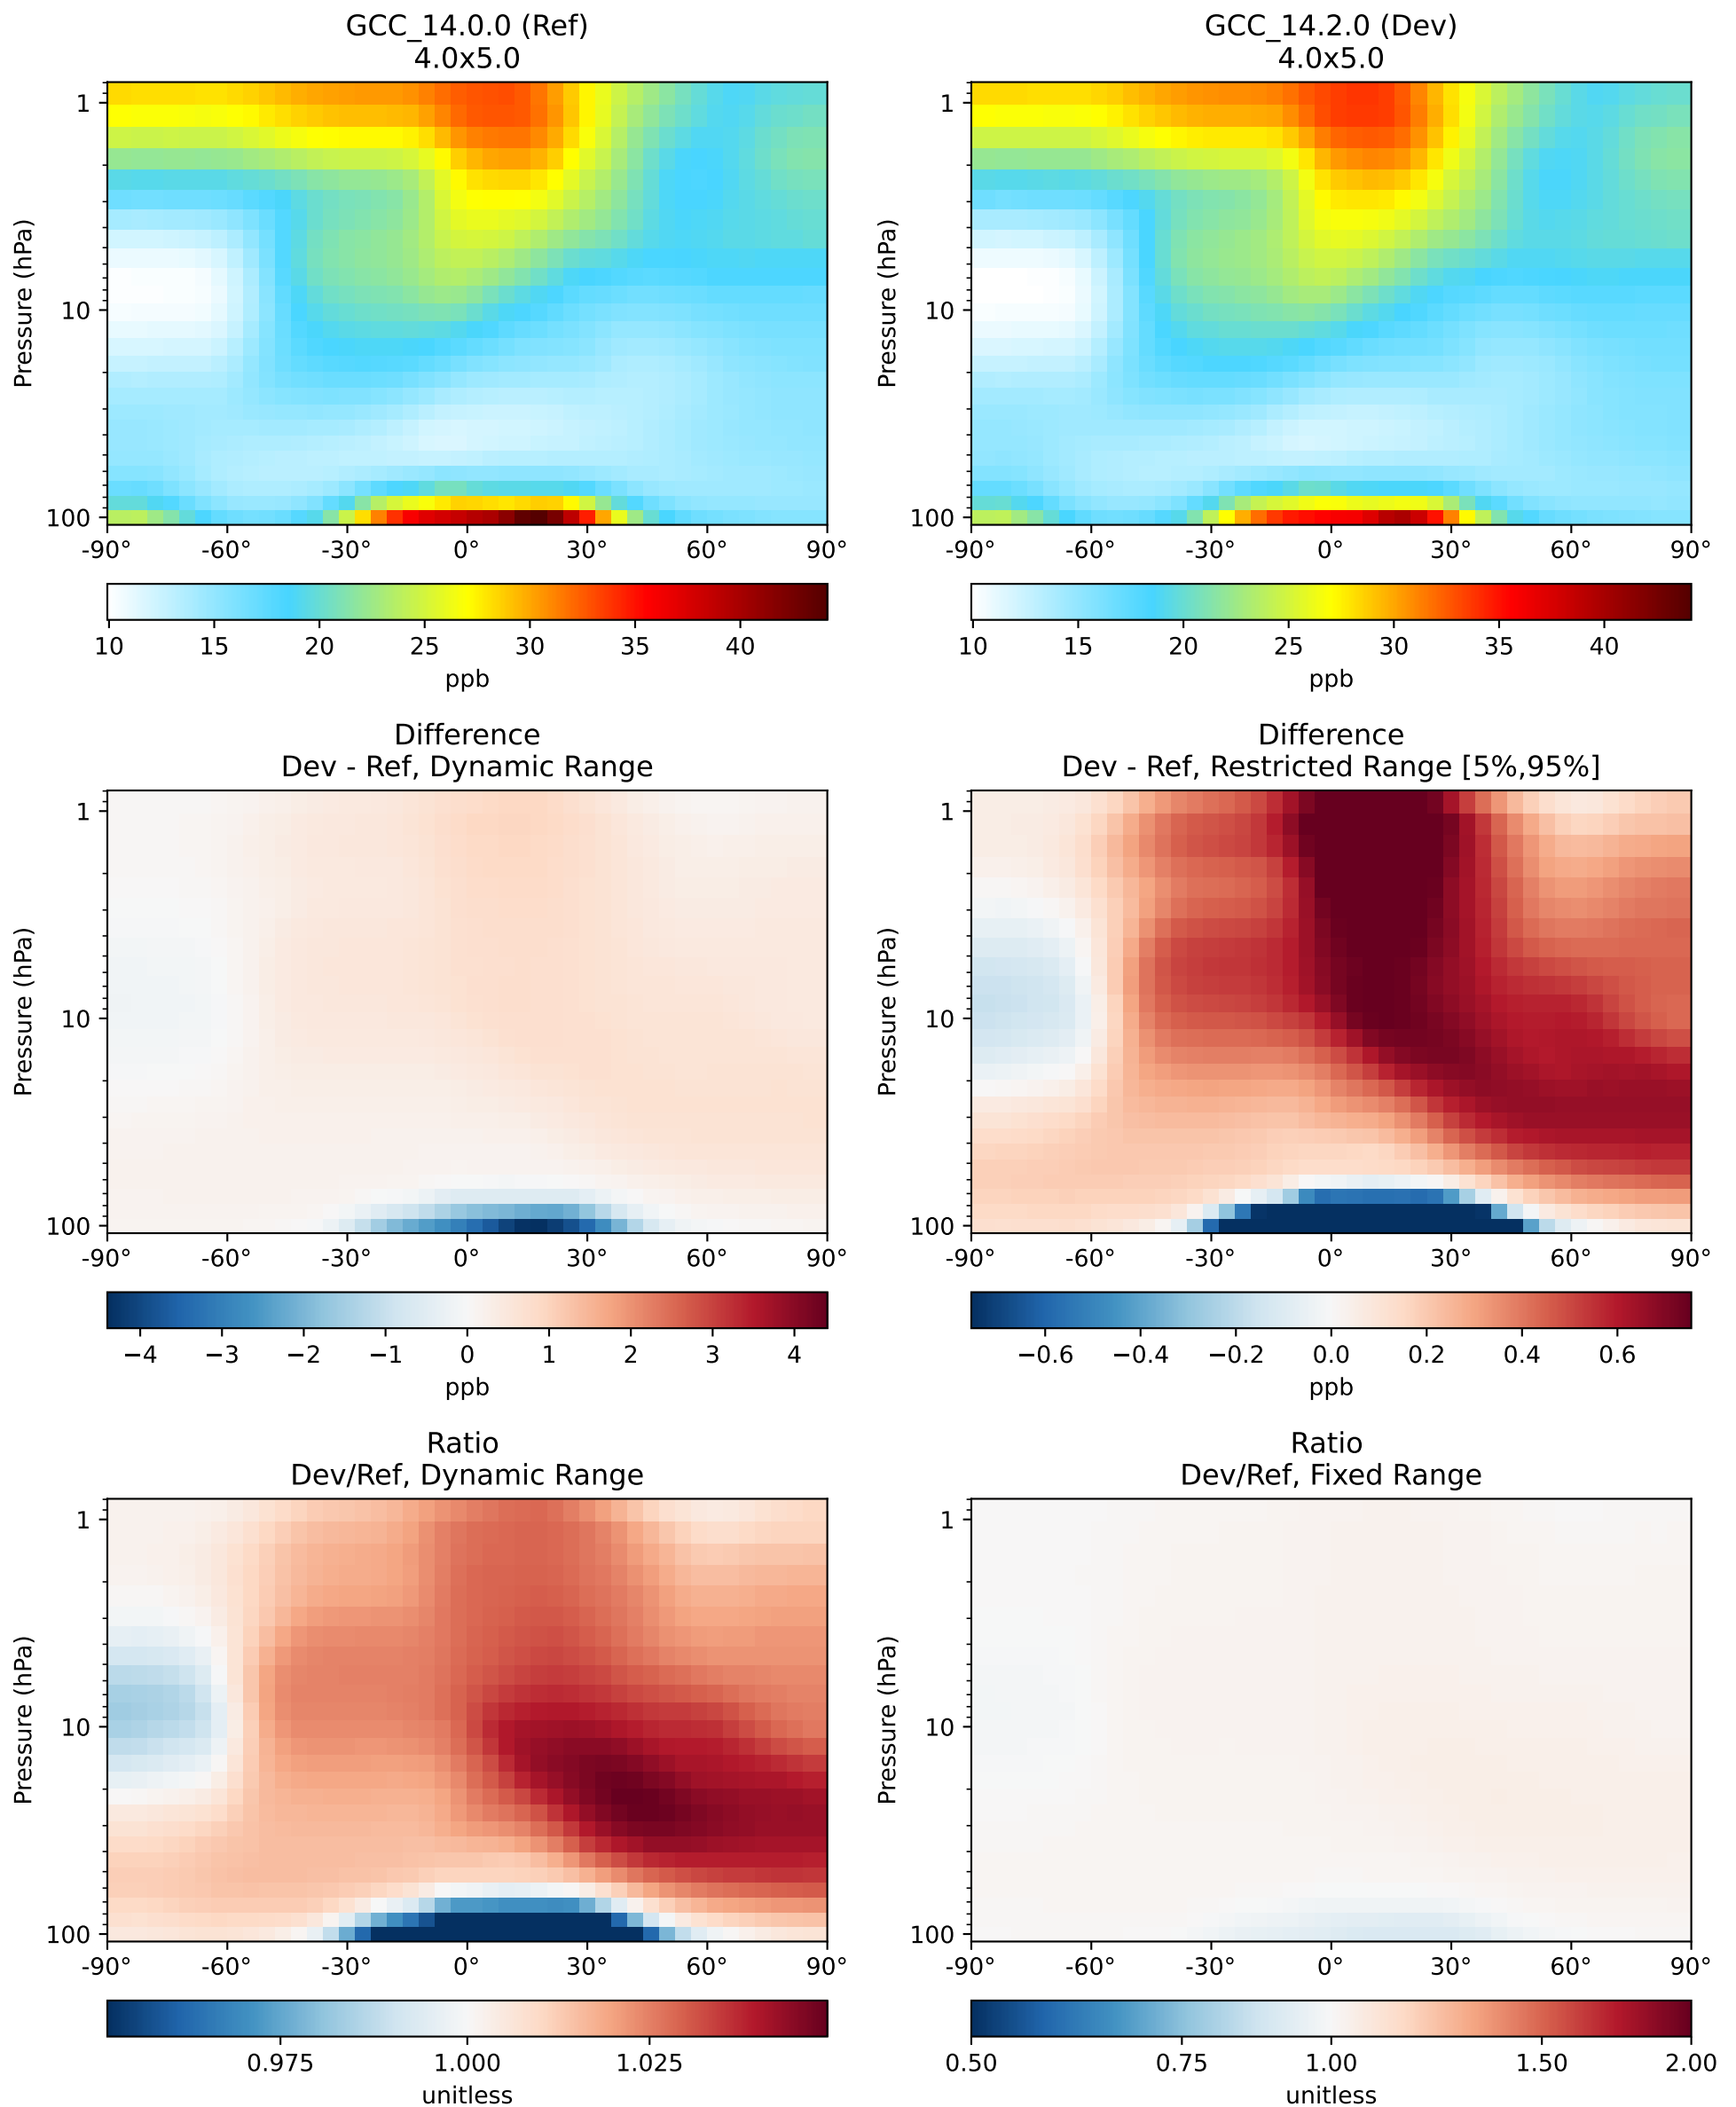 GCC_14.0.0 (Ref)
4.0x5.0
Pressure (hPa)
1
10
100
-90° -60° -30° 0° 30° 60° 90°
10 15 20 25 30 35 40
ppb
GCC_14.2.0 (Dev)
4.0x5.0
Pressure (hPa)
1
10
100
-90° -60° -30° 0° 30° 60° 90°
10 15 20 25 30 35 40
ppb
Difference
Dev - Ref, Dynamic Range
Pressure (hPa)
1
10
100
-90° -60° -30° 0° 30° 60° 90°
−4 −3 −2 −1 0 1 2 3 4
ppb
Difference
Dev - Ref, Restricted Range [5%,95%]
Pressure (hPa)
1
10
100
-90° -60° -30° 0° 30° 60° 90°
−0.6 −0.4 −0.2 0.0 0.2 0.4 0.6
ppb
Ratio
Dev/Ref, Dynamic Range
Pressure (hPa)
1
10
100
-90° -60° -30° 0° 30° 60° 90°
0.975 1.000 1.025
unitless
Ratio
Dev/Ref, Fixed Range
Pressure (hPa)
1
10
100
-90° -60° -30° 0° 30° 60° 90°
0.50 0.75 1.00 1.50 2.00
unitless